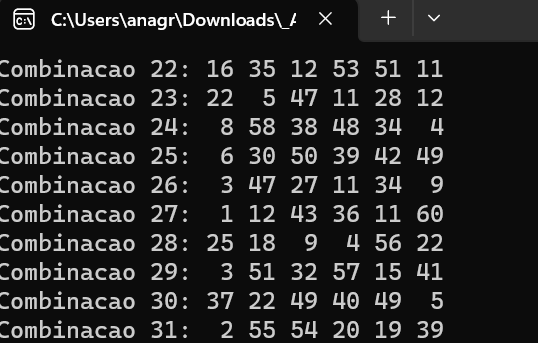 C:\Users\anagr\Downloads\_A
Combinacao 22: 16 35 12 53 51 11
Combinacao 23: 22  5 47 11 28 12
Combinacao 24:  8 58 38 48 34  4
Combinacao 25:  6 30 50 39 42 49
Combinacao 26:  3 47 27 11 34  9
Combinacao 27:  1 12 43 36 11 60
Combinacao 28: 25 18  9  4 56 22
Combinacao 29:  3 51 32 57 15 41
Combinacao 30: 37 22 49 40 49  5
Combinacao 31:  2 55 54 20 19 39